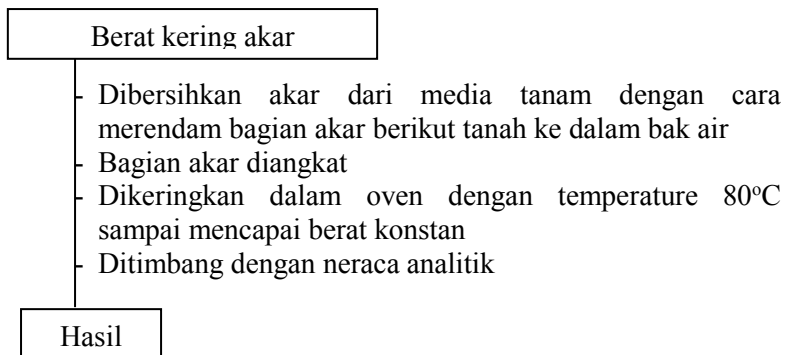 Berat kering akar
- Dibersihkan akar dari media tanam dengan cara
merendam bagian akar berikut tanah ke dalam bak air
- Bagian akar diangkat
- Dikeringkan dalam oven dengan temperature 80°C
sampai mencapai berat konstan
- Ditimbang dengan neraca analitik
Hasil